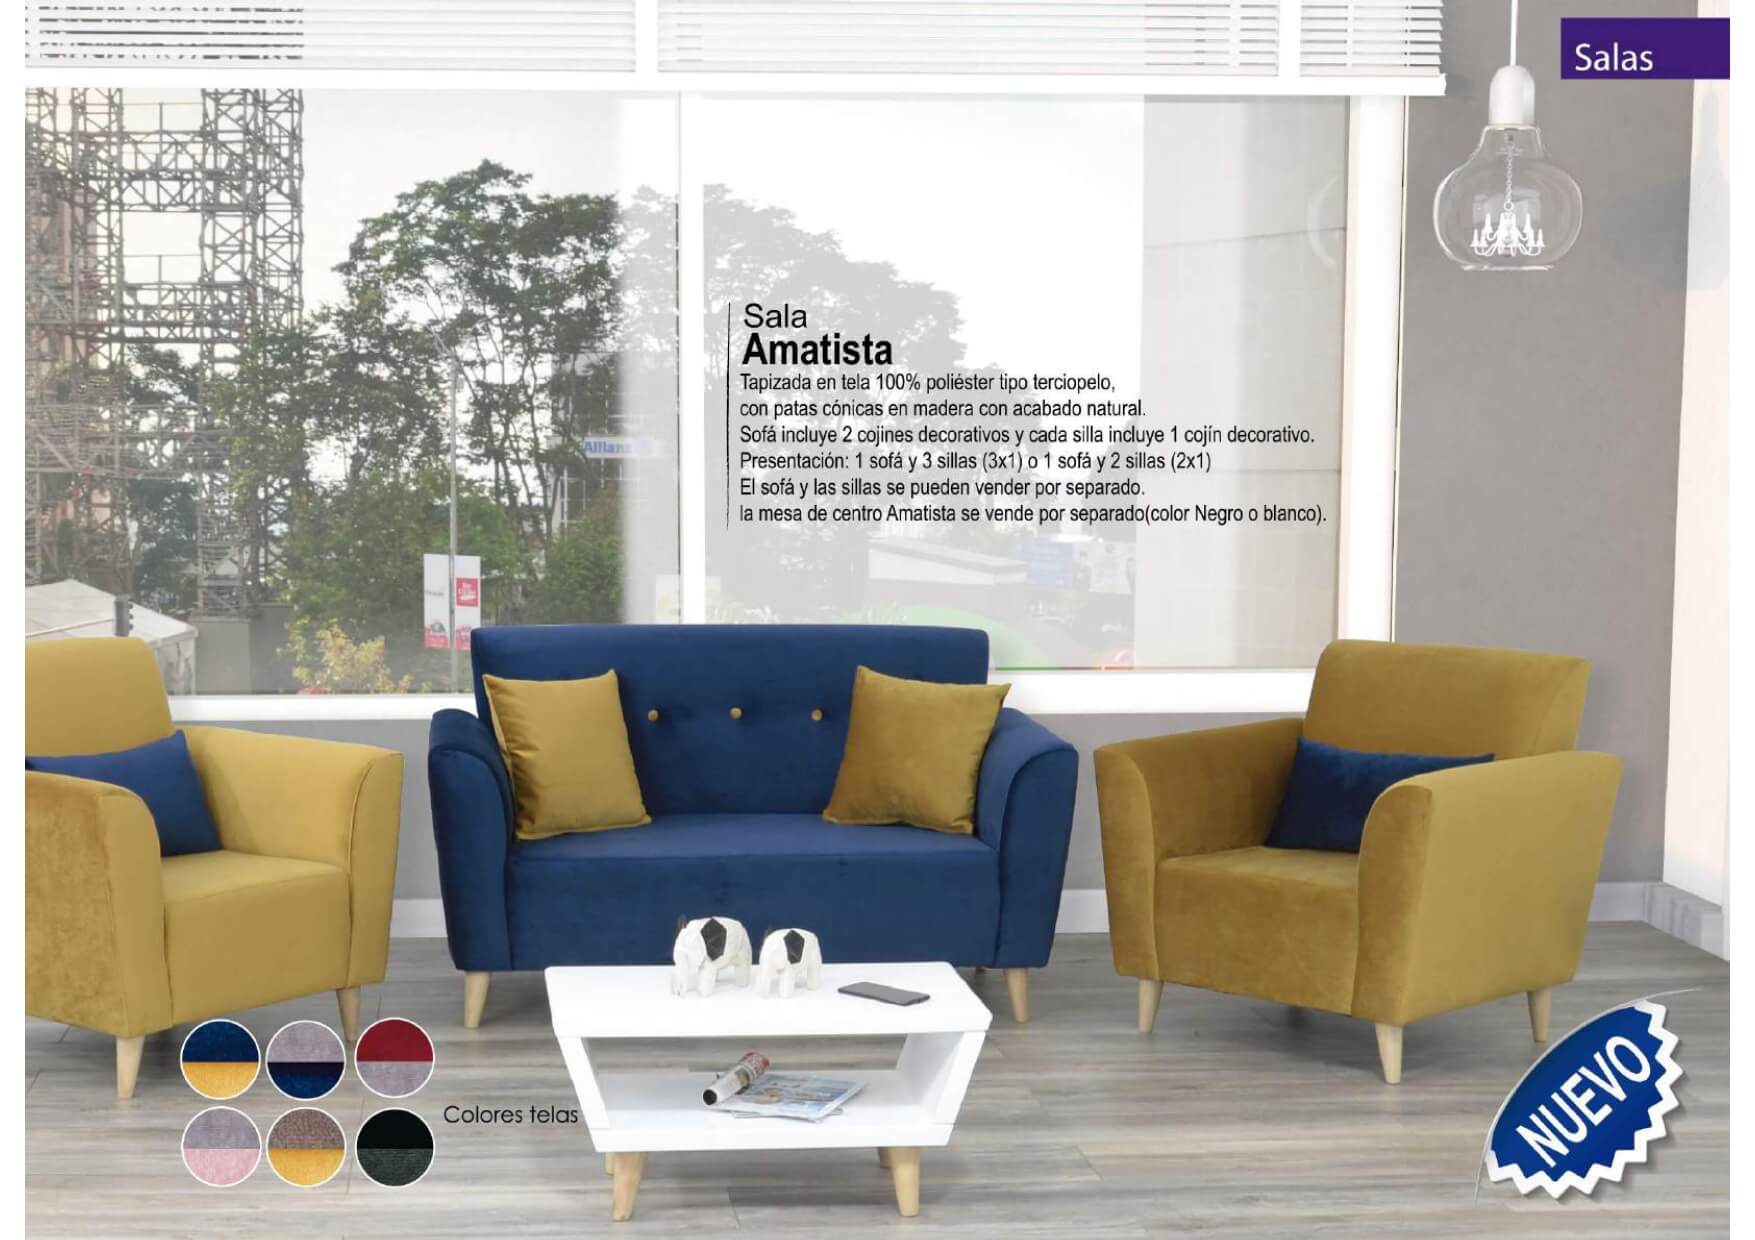 Salas
Sala
Amatista
Tapizada en tela 100% poliéster tipo terciopelo,
con patas cónicas en madera con acabado natural.
Sofá incluye 2 cojines decorativos y cada silla incluye 1 cojín decorativo.
Presentación: 1 sofá y 3 sillas (3x1) o 1 sofá y 2 sillas (2x1)
El sofá y las sillas se pueden vender por separado.
la mesa de centro Amatista se vende por separado(color Negro o blanco).
Allianz
Colores telas
NUEVO